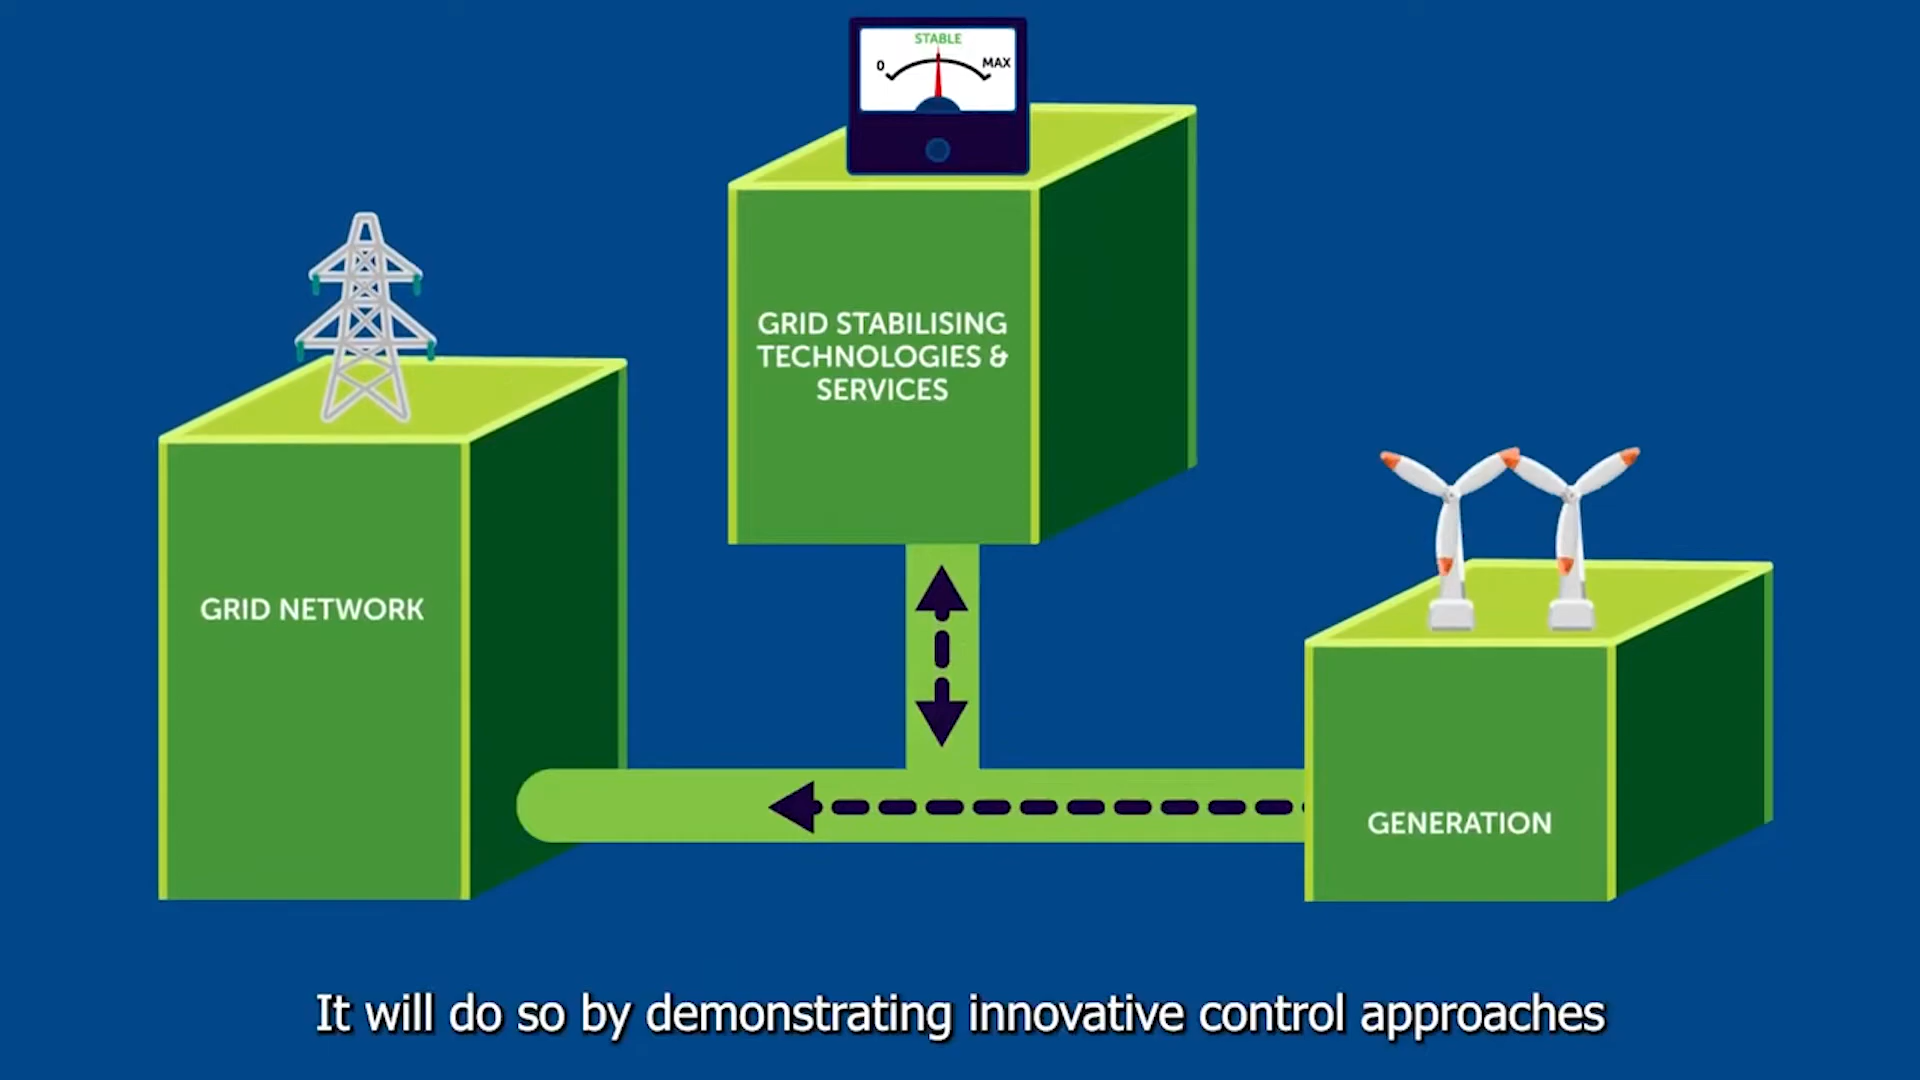 STABLE
0
MAX
GRID STABILISING
TECHNOLOGIES &
SERVICES
GRID NETWORK
GENERATION
It will do so by demonstrating innovative control approaches